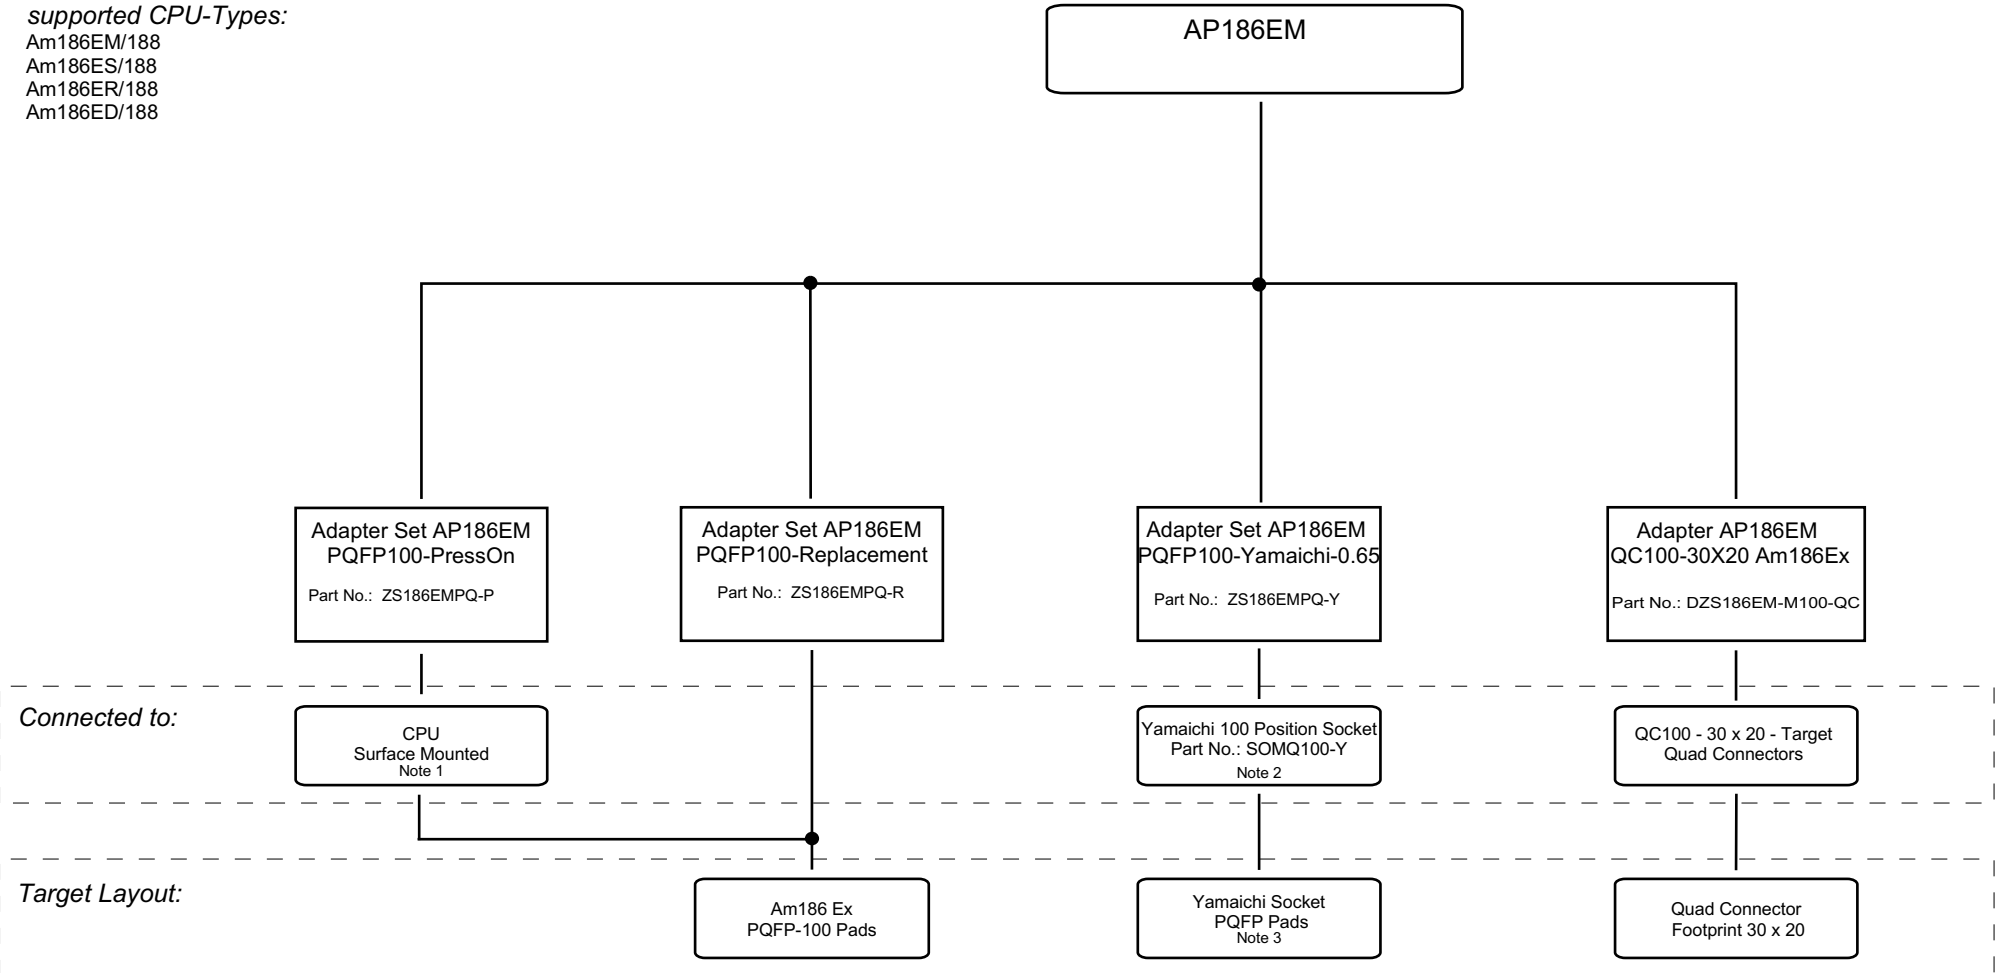 supported CPU-Types:
Am186EM/188
Am186ES/188
Am186ER/188
Am186ED/188
AP186EM
Adapter Set AP186EM
PQFP100-PressOn
Part No.: ZS186EMPQ-P
Adapter Set AP186EM
PQFP100-Replacement
Part No.: ZS186EMPQ-R
Adapter Set AP186EM
PQFP100-Yamaichi-0.65
Part No.: ZS186EMPQ-Y
Adapter AP186EM
QC100-30X20 Am186Ex
Part No.: DZS186EM-M100-QC
Connected to:
CPU
Surface Mounted
Note 1
Yamaichi 100 Position Socket
Part No.: SOMQ100-Y
Note 2
QC100 - 30 x 20 - Target
Quad Connectors
Target Layout:
Am186 Ex
PQFP-100 Pads
Yamaichi Socket
PQFP Pads
Note 3
Quad Connector
Footprint 30 x 20